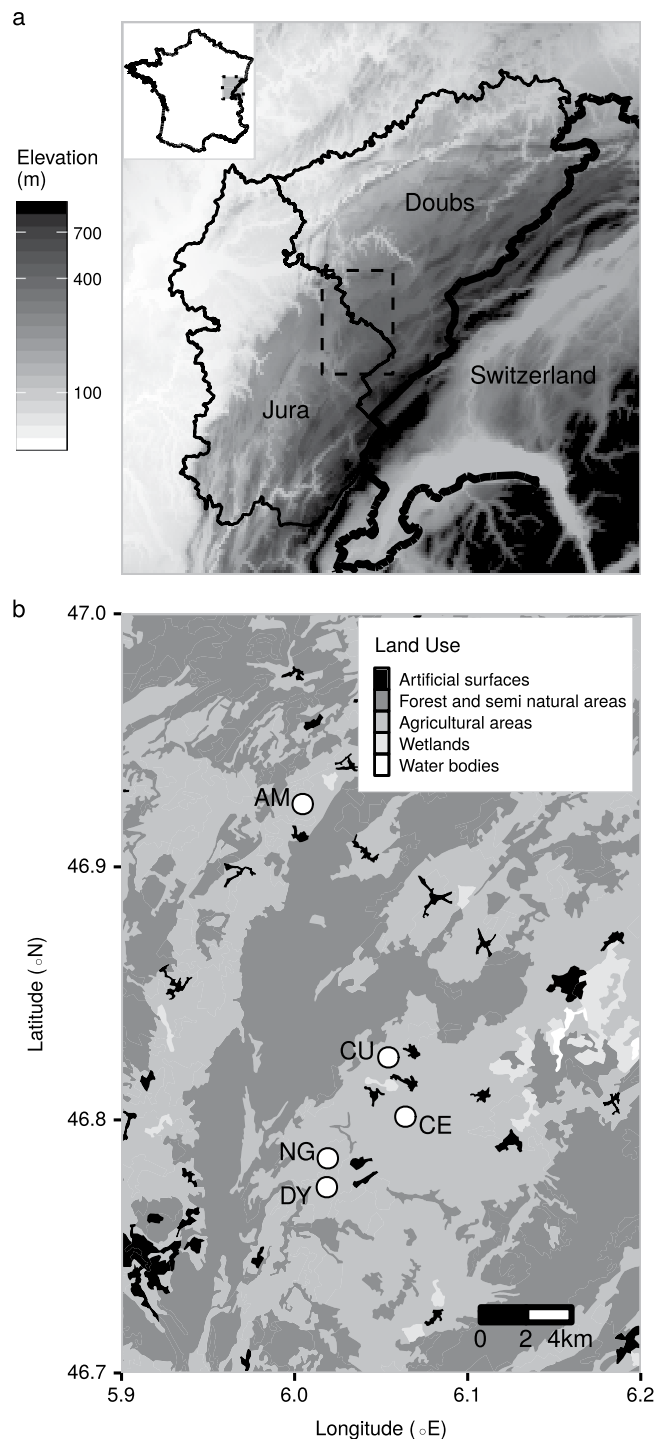 a
Elevation
(m)
700
400
100
Doubs
Switzerland
Jura
b
47.0
46.9
46.8
46.7
Latitude (°N)
Land Use
Artificial surfaces
Forest and semi natural areas
Agricultural areas
Wetlands
Water bodies
AM
CU
CE
NG
DY
0 2 4km
5.9 6.0 6.1 6.2
Longitude (°E)